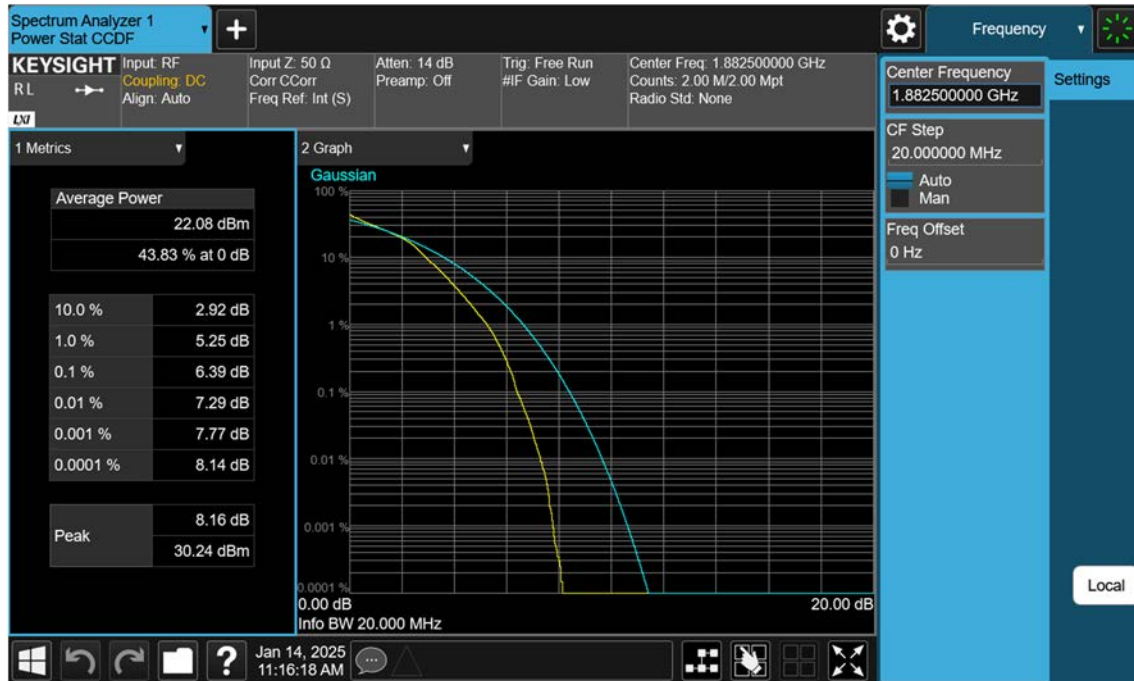 Spectrum Analyzer 1
Power Stat CCDF
Frequency
KEYSIGHT
R L
LXI
Input: RF
Coupling: DC
Align: Auto
Input Z: 50 Ω
Corr CCorr
Freq Ref: Int (S)
Atten: 14 dB
Preamp: Off
Trig: Free Run
#IF Gain: Low
Center Freq: 1.882500000 GHz
Counts: 2.00 M/2.00 Mpt
Radio Std: None
Center Frequency
1.882500000 GHz
Settings
CF Step
20.000000 MHz
Auto
Man
Freq Offset
0 Hz
1 Metrics
Average Power
22.08 dBm
43.83 % at 0 dB
10.0 % 2.92 dB
1.0 % 5.25 dB
0.1 % 6.39 dB
0.01 % 7.29 dB
0.001 % 7.77 dB
0.0001 % 8.14 dB
Peak 8.16 dB
30.24 dBm
2 Graph
Gaussian
100 %
10 %
1 %
0.1 %
0.01 %
0.001 %
0.0001 %
0.00 dB 20.00 dB
Info BW 20.000 MHz
Local
?
Jan 14, 2025
11:16:18 AM